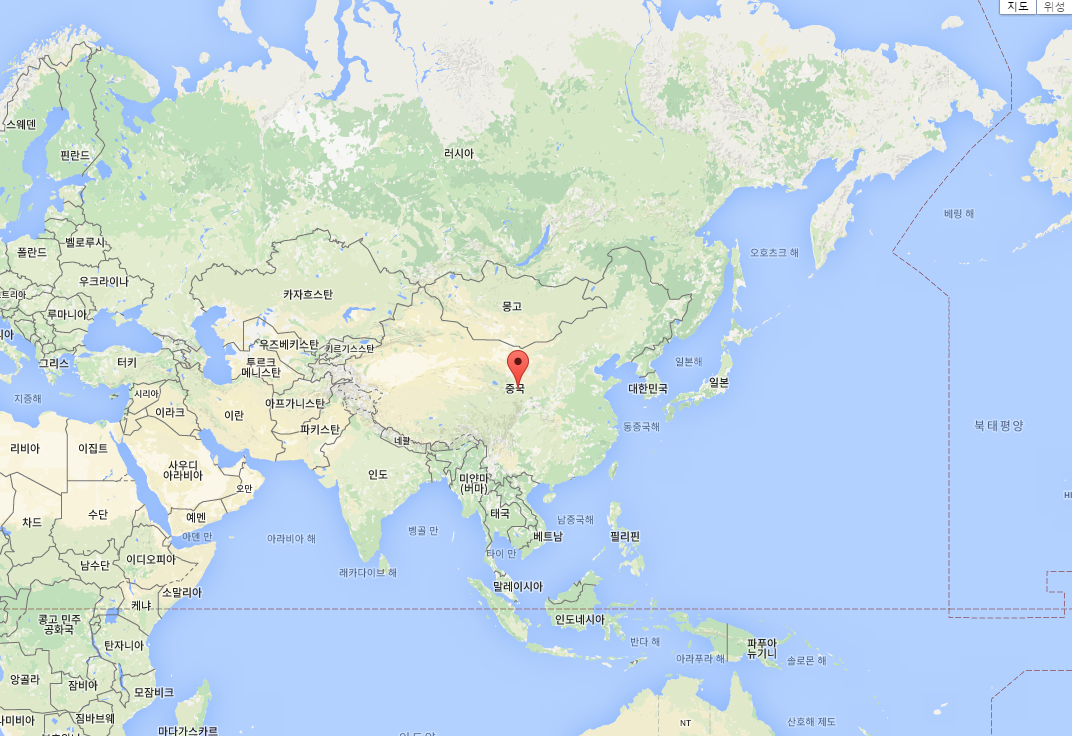 지도 위성
스웨덴
핀란드
러시아
베링 해
벨로루시
폴란드
오호츠크 해
우크라이나
카자흐스탄
몽고
루마니아
우즈베키스탄
키르기스스탄
그리스
터키
투르크
메니스탄
일본해
중국
대한민국
일본
시리아
지중해
아프가니스탄
이라크
이란
파키스탄
동중국해
북태평양
네팔
리비아
이집트
사우디
아라비아
인도
미얀마
(버마)
오만
차드
수단
예멘
태국
남중국해
아덴 만
아라비아 해
벵골 만
베트남
필리핀
타이 만
이디오피아
남수단
래카다이브 해
말레이시아
소말리아
케냐
콩고 민주
공화국
인도네시아
탄자니아
반다 해
파푸아
뉴기니
아라푸라 해
솔로몬 해
앙골라
잠비아
모잠비크
짐바브웨
NT
산호해 제도
마다가스카르